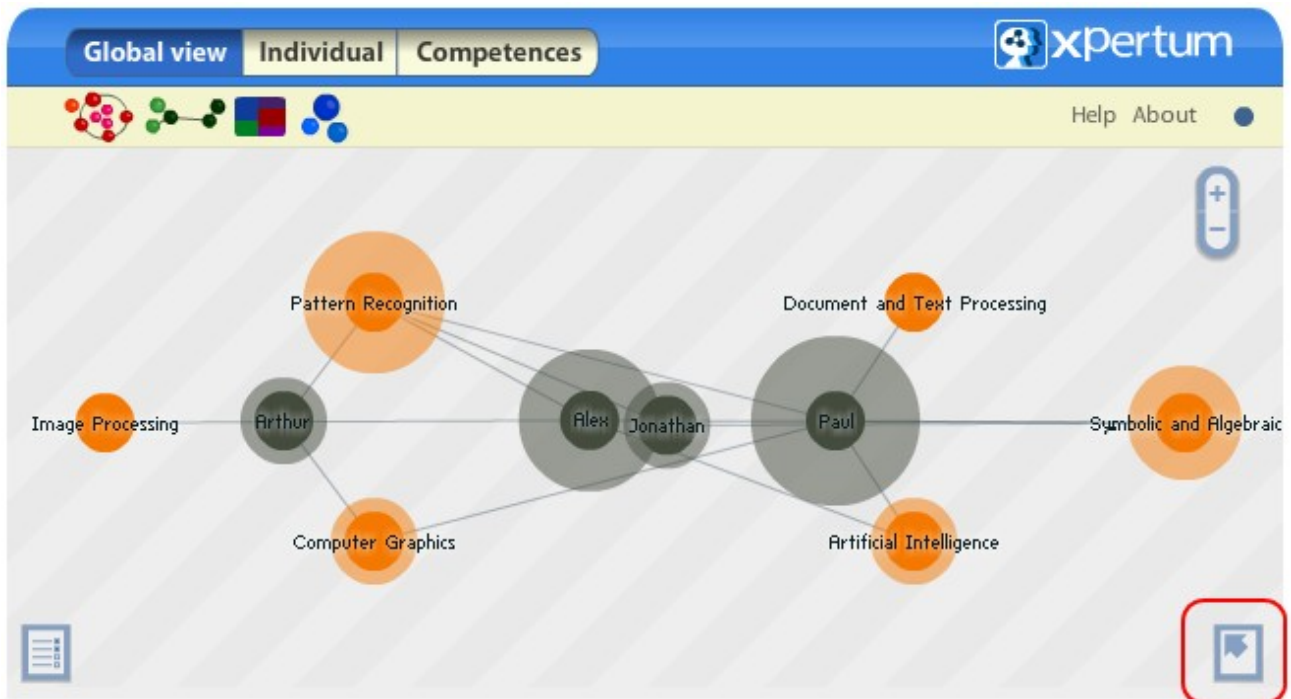 Global view Individual Competences xpertum
Help About
+
-
Pattern Recognition Document and Text Processing
Image Processing Arthur Alex Jonathan Paul Symbolic and Algebraic
Computer Graphics Artificial Intelligence